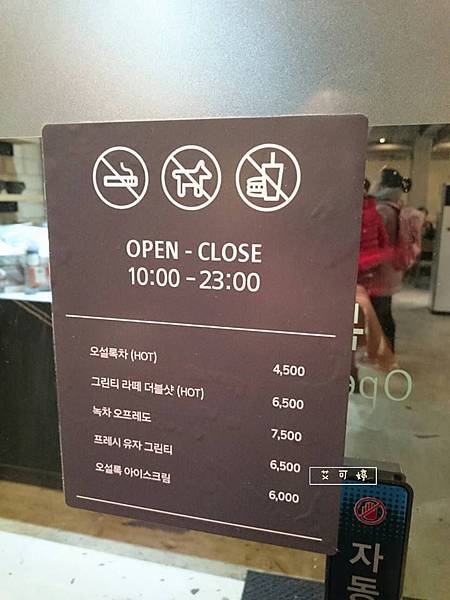 OPEN - CLOSE
10:00 - 23:00
오설록차 (HOT) 4,500
그린티 라떼 더블샷 (HOT) 6,500
녹차 오프레도 7,500
프레시 유자 그린티 6,500
오설록 아이스크림 6,000
艾可婷
자동
Ope